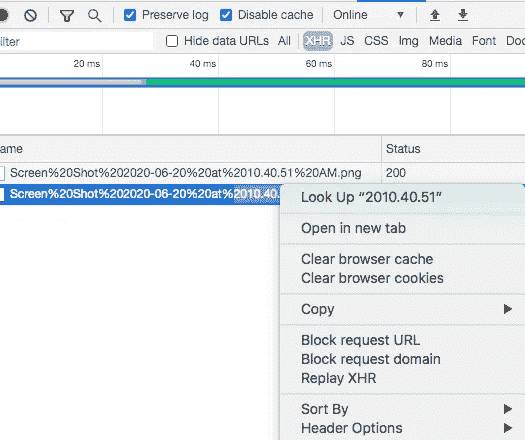 Preserve log Disable cache Online
ilter Hide data URLs All XHR JS CSS Img Media Font Doc
20 ms 40 ms 60 ms 80 ms
ame Status
Screen%20Shot%202020-06-20%20at%2010.40.51%20AM.png 200
Screen%20Shot%202020-06-20%20at%2010.40.
Look Up “2010.40.51”
Open in new tab
Clear browser cache
Clear browser cookies
Copy
Block request URL
Block request domain
Replay XHR
Sort By
Header Options